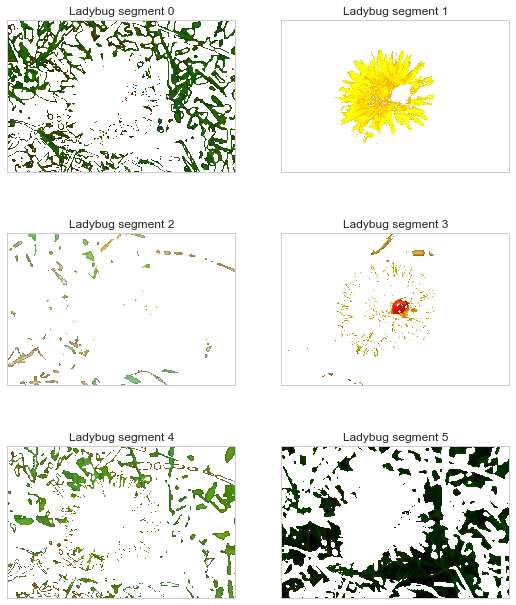 Ladybug segment 0
Ladybug segment 1
Ladybug segment 2
Ladybug segment 3
Ladybug segment 4
Ladybug segment 5